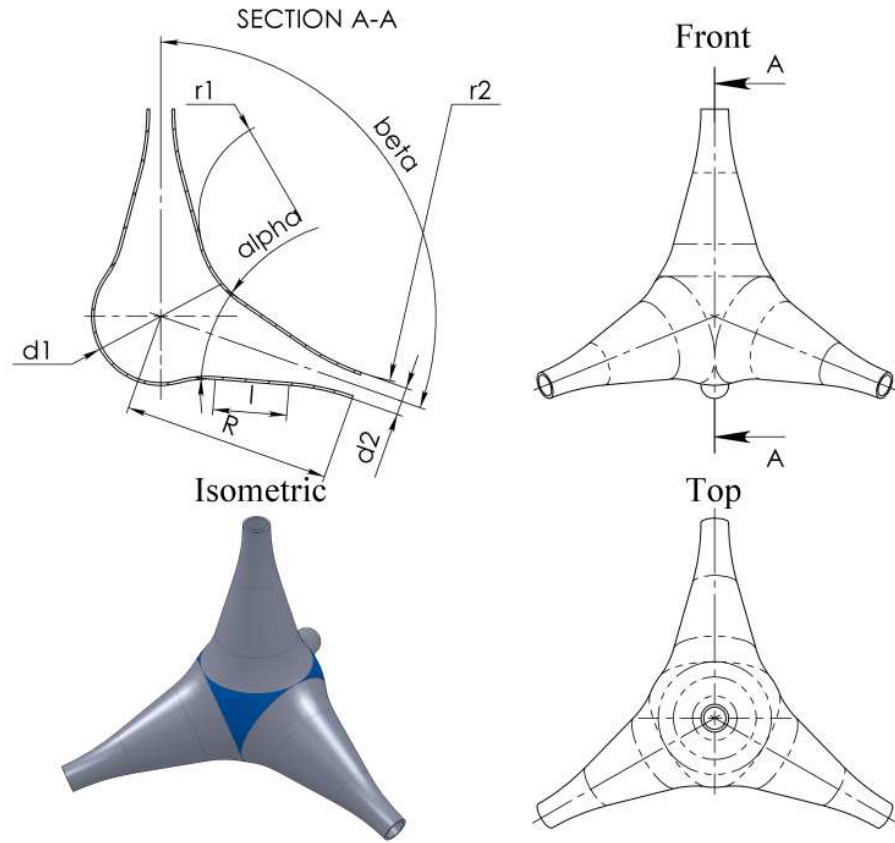 SECTION A-A
Front
r1
r2
A
beta
alpha
d1
l
R
d2
A
Isometric
Top